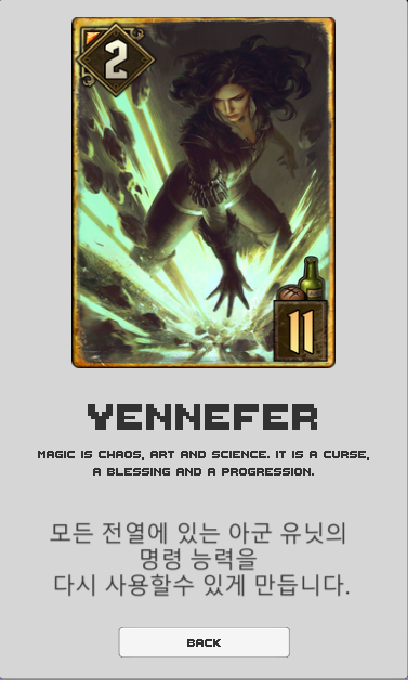 2
11
YENNEFER
MAGIC IS CHAOS, ART AND SCIENCE. IT IS A CURSE,
A BLESSING AND A PROGRESSION.
모든 전열에 있는 아군 유닛의
명령 능력을
다시 사용할수 있게 만듭니다.
BACK